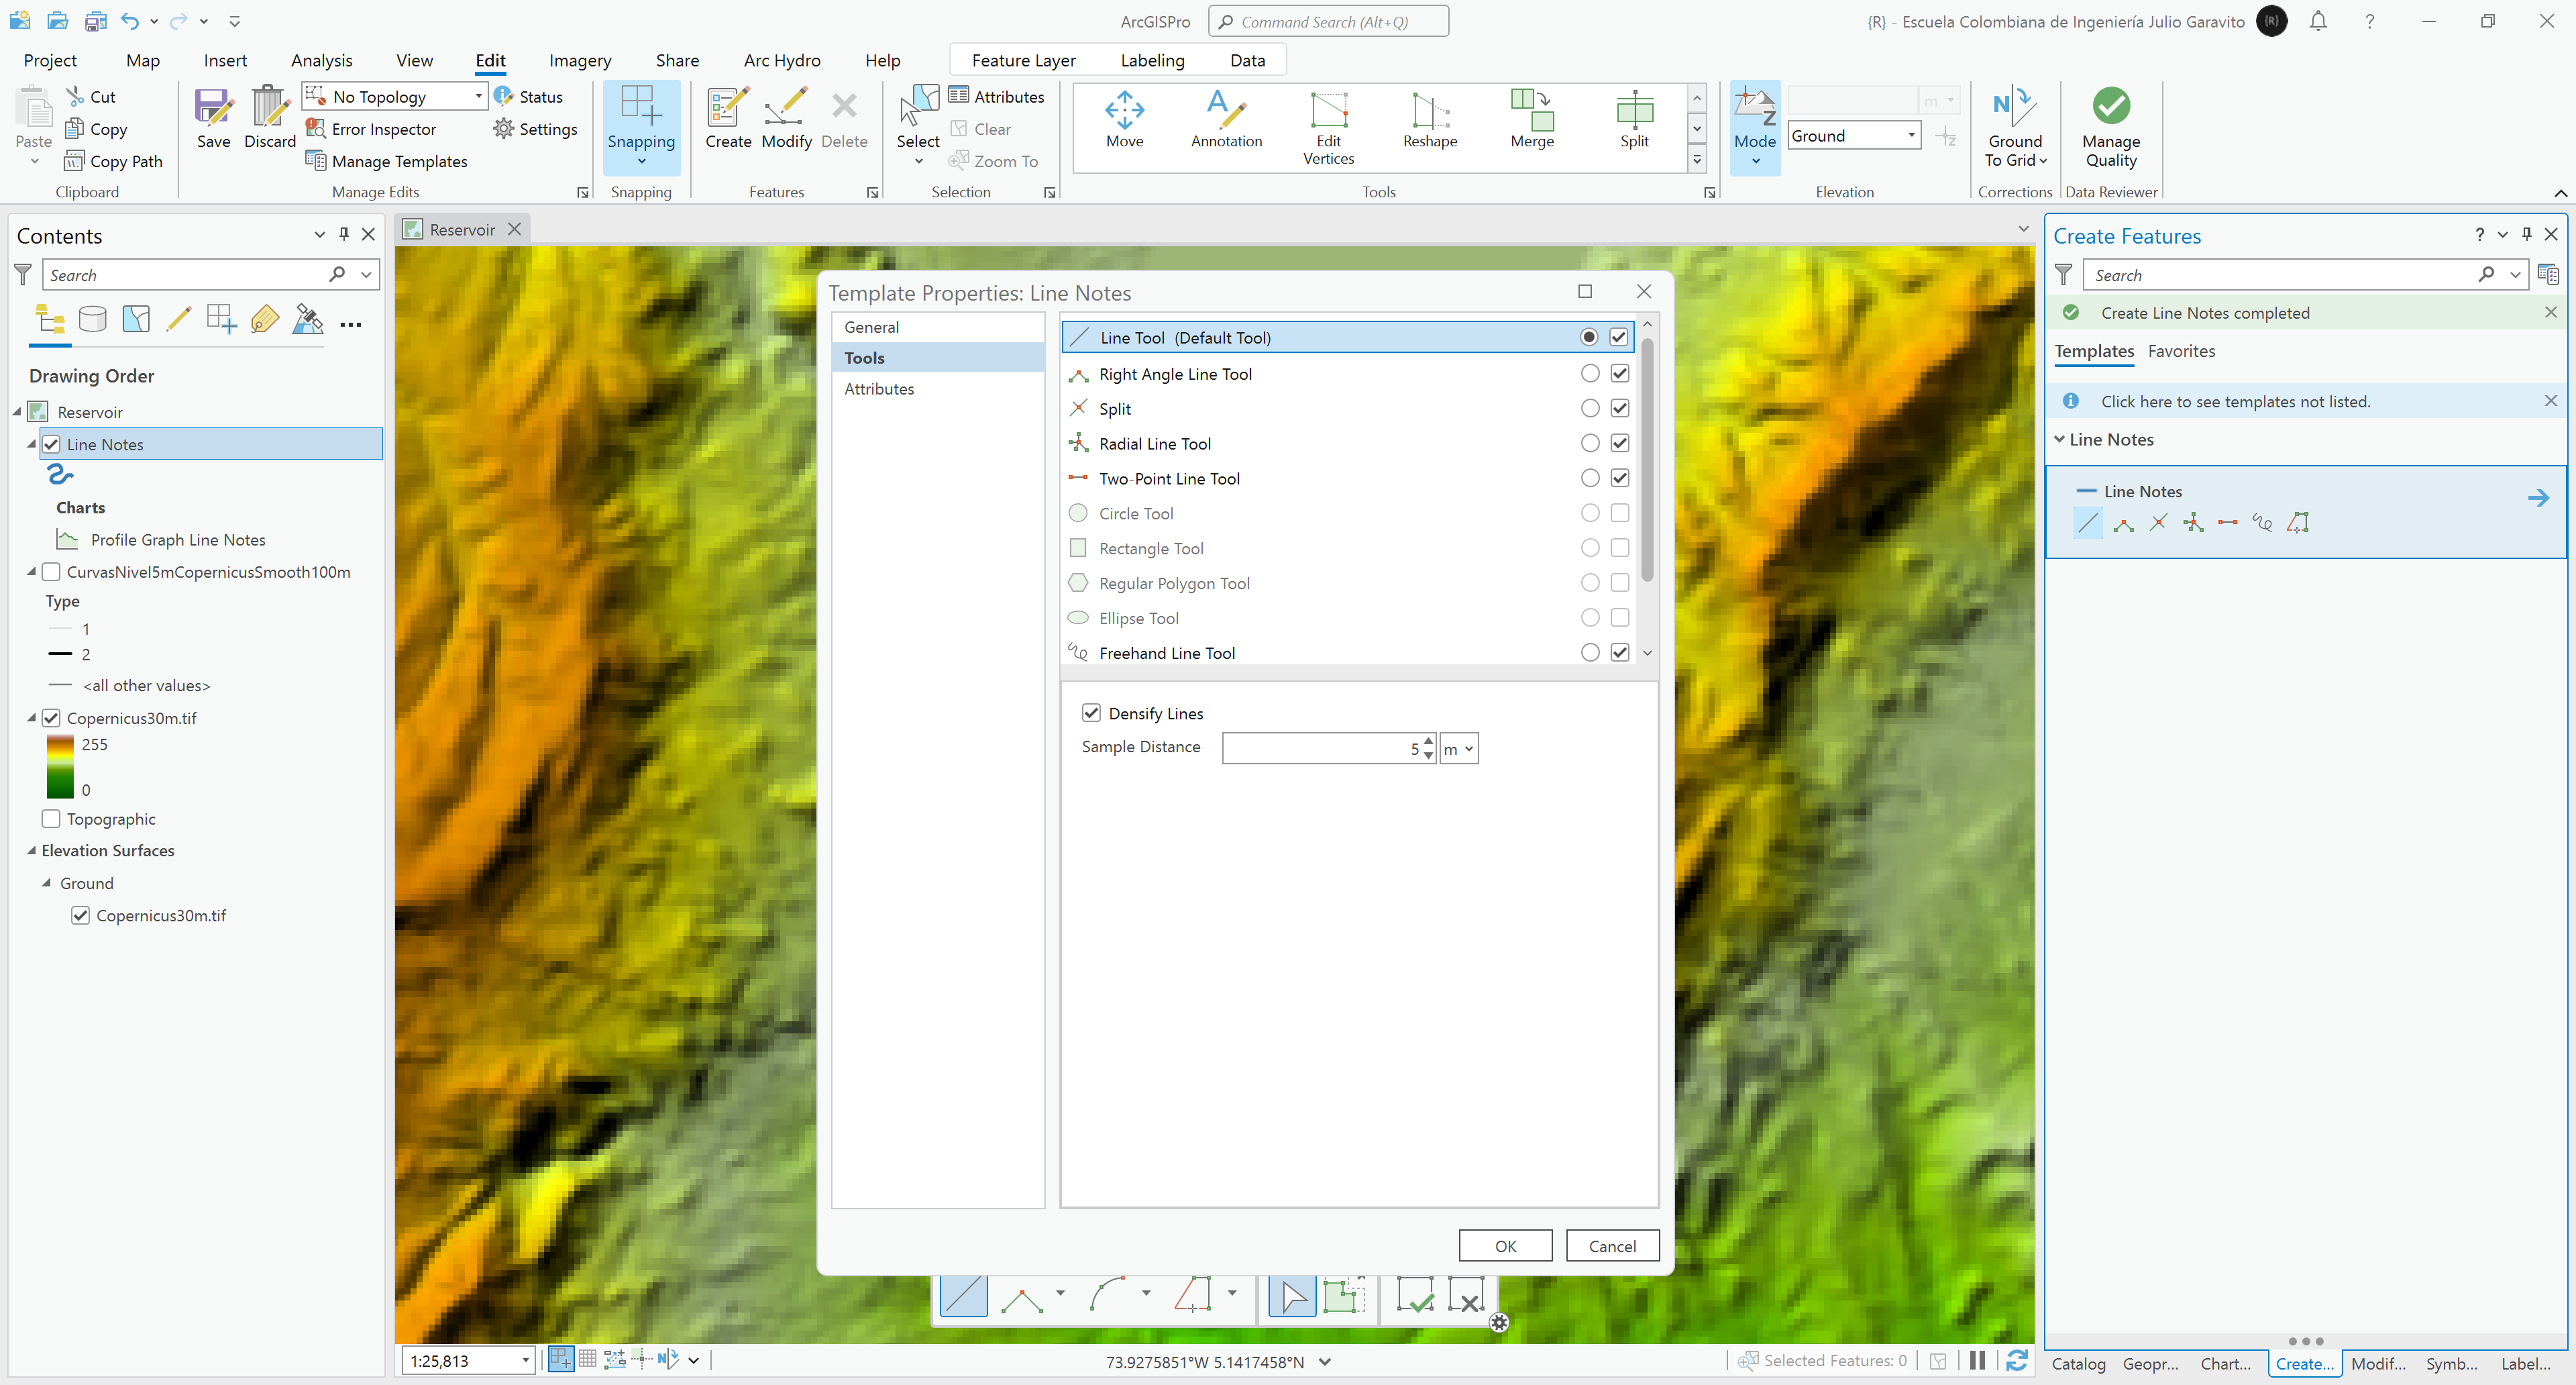 ArcGISPro
Command Search (Alt+Q)
{R} - Escuela Colombiana de Ingeniería Julio Garavito
{R}
?
Project
Map
Insert
Analysis
View
Edit
Imagery
Share
Arc Hydro
Help
Feature Layer
Labeling
Data
Paste
Cut
Copy
Copy Path
Clipboard
Save
Discard
No Topology
Error Inspector
Manage Templates
Status
Settings
Manage Edits
Snapping
Snapping
Create
Modify
Delete
Features
Select
Attributes
Clear
Zoom To
Selection
Move
Annotation
Edit
Vertices
Reshape
Merge
Split
Tools
Mode
m
Ground
Elevation
Ground
To Grid
Corrections
Manage
Quality
Data Reviewer
Contents
Search
Drawing Order
Reservoir
Line Notes
Charts
Profile Graph Line Notes
CurvasNivel5mCopernicusSmooth100m
Type
1
2
<all other values>
Copernicus30m.tif
255
0
Topographic
Elevation Surfaces
Ground
Copernicus30m.tif
Reservoir
Template Properties: Line Notes
General
Tools
Attributes
Line Tool (Default Tool)
Right Angle Line Tool
Split
Radial Line Tool
Two-Point Line Tool
Circle Tool
Rectangle Tool
Regular Polygon Tool
Ellipse Tool
Freehand Line Tool
Densify Lines
Sample Distance
5
m
OK
Cancel
1:25,813
73.9275851°W 5.1417458°N
Selected Features: 0
Create Features
?
Search
Create Line Notes completed
Templates
Favorites
Click here to see templates not listed.
Line Notes
Line Notes
Catalog
Geopr...
Chart...
Create...
Modif...
Symb...
Label...